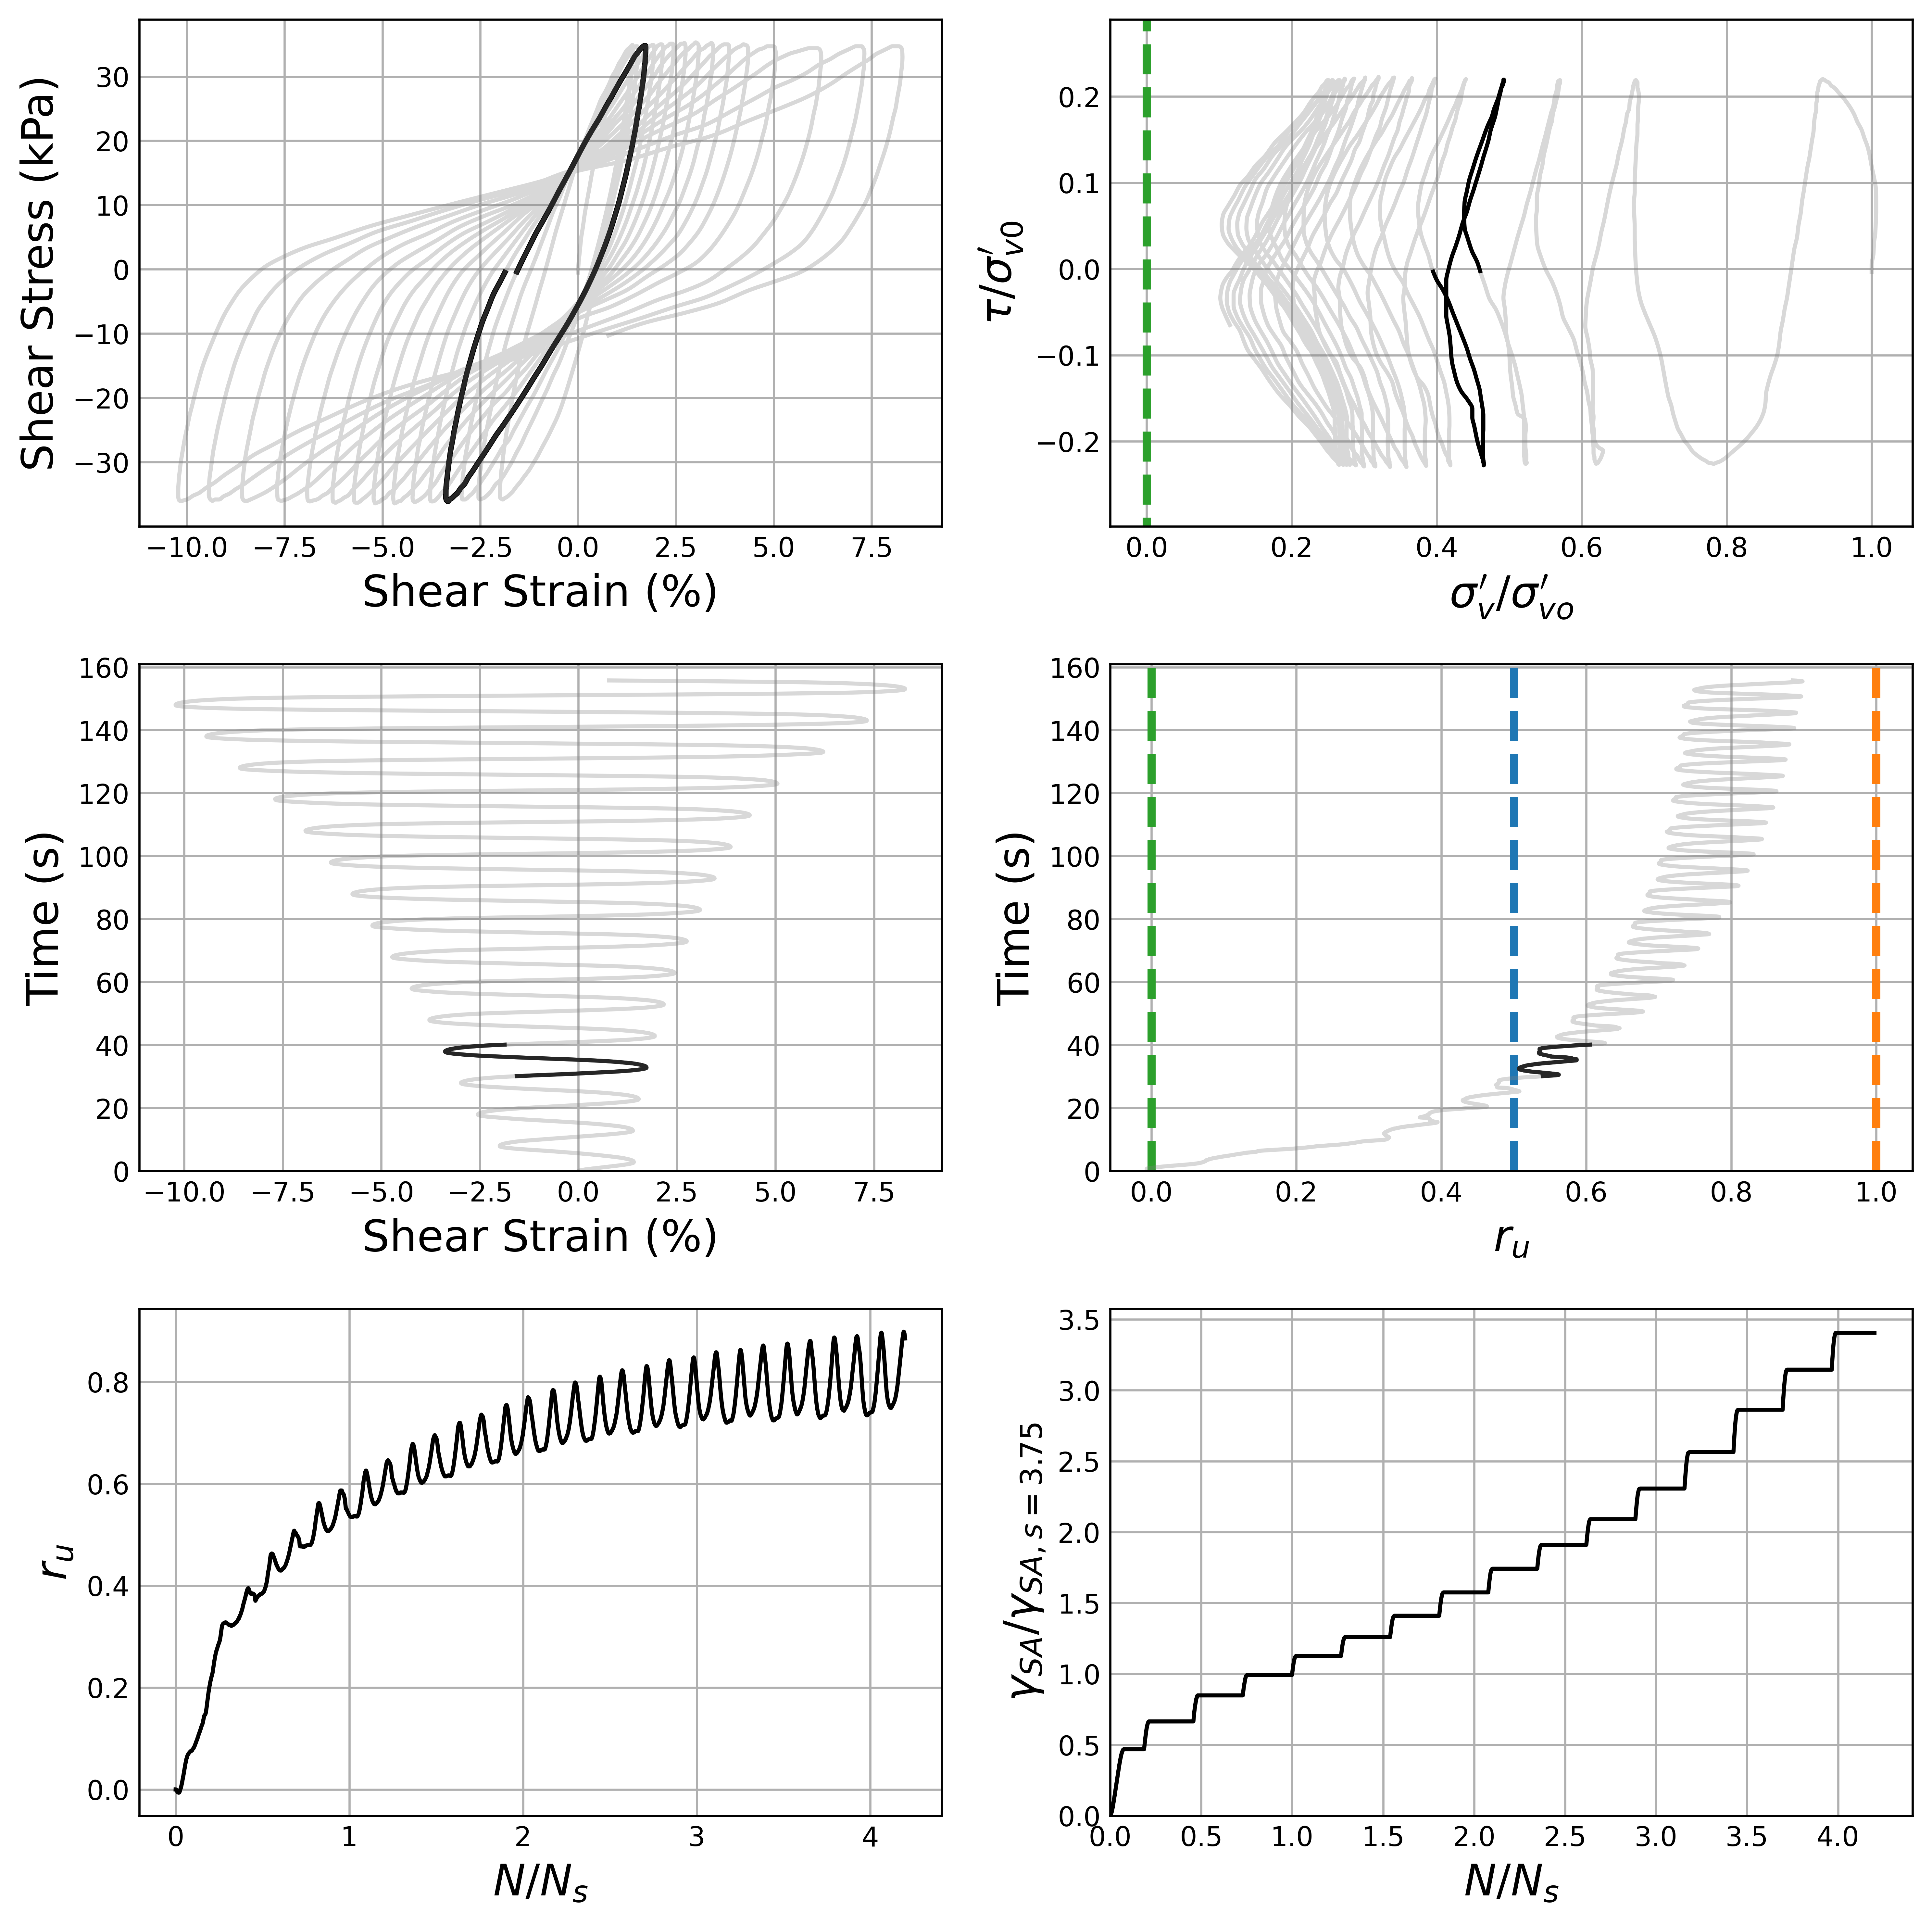 30
20
10
0
−10
−20
−30
Shear Stress (kPa)
−10.0 −7.5 −5.0 −2.5 0.0 2.5 5.0 7.5
Shear Strain (%)
0.2
0.1
0.0
−0.1
−0.2
τ/σ′v0
0.0 0.2 0.4 0.6 0.8 1.0
σ′v/σ′vo
160
140
120
100
80
60
40
20
0
Time (s)
−10.0 −7.5 −5.0 −2.5 0.0 2.5 5.0 7.5
Shear Strain (%)
160
140
120
100
80
60
40
20
0
Time (s)
0.0 0.2 0.4 0.6 0.8 1.0
ru
0.8
0.6
0.4
0.2
0.0
ru
0 1 2 3 4
N/Ns
3.5
3.0
2.5
2.0
1.5
1.0
0.5
0.0
γSA/γSA, s = 3.75
0.0 0.5 1.0 1.5 2.0 2.5 3.0 3.5 4.0
N/Ns